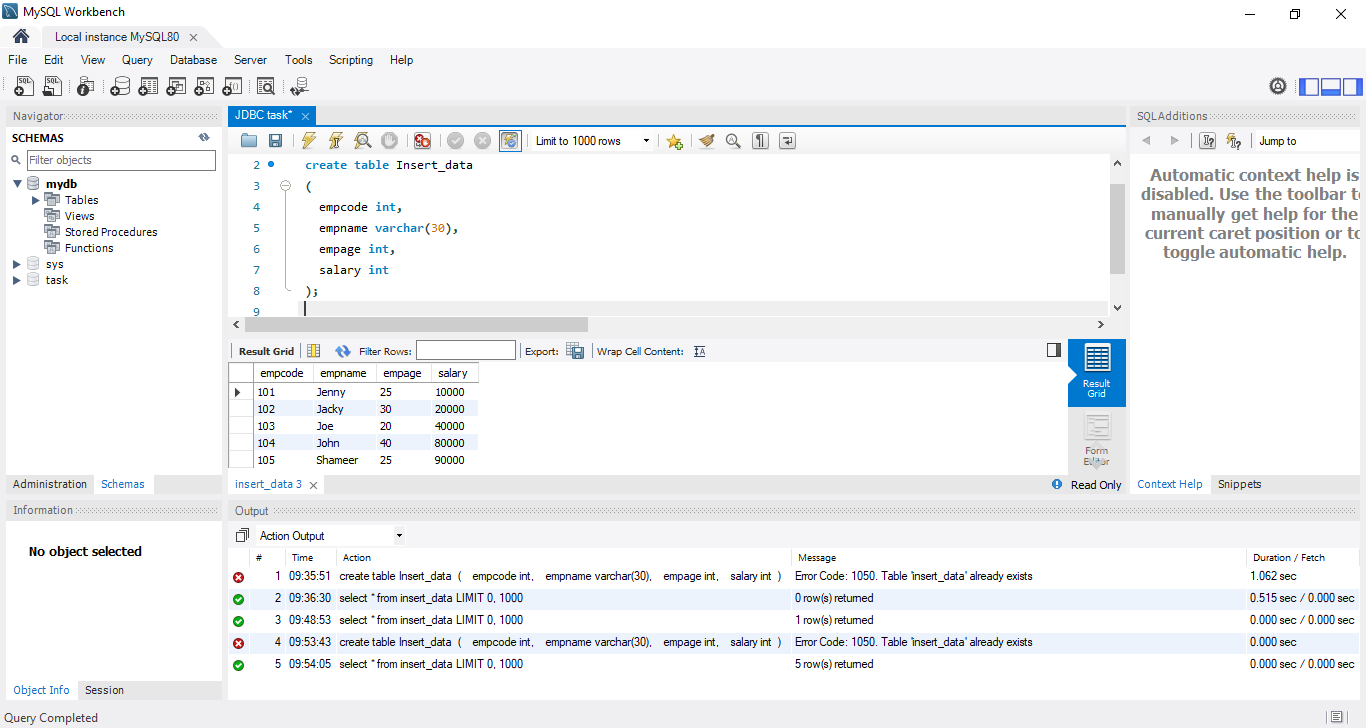 MySQL Workbench
Local instance MySQL80
File Edit View Query Database Server Tools Scripting Help
Navigator
SCHEMAS
Filter objects
mydb
Tables
Views
Stored Procedures
Functions
sys
task
Administration Schemas
Information
No object selected
Object Info Session
JDBC task*
Limit to 1000 rows
2 create table Insert_data
3 (
4 empcode int,
5 empname varchar(30),
6 empage int,
7 salary int
8 );
9
Result Grid Filter Rows: Export: Wrap Cell Content: IA
empcode empname empage salary
101 Jenny 25 10000
102 Jacky 30 20000
103 Joe 20 40000
104 John 40 80000
105 Shameer 25 90000
Result
Grid
Form
Editor
insert_data 3
Read Only
SQLAdditions
Jump to
Automatic context help is
disabled. Use the toolbar to
manually get help for the
current caret position or to
toggle automatic help.
Context Help Snippets
Output
Action Output
# Time Action Message Duration / Fetch
1 09:35:51 create table Insert_data ( empcode int, empname varchar(30), empage int, salary int ) Error Code: 1050. Table 'insert_data' already exists 1.062 sec
2 09:36:30 select * from insert_data LIMIT 0, 1000 0 row(s) returned 0.515 sec / 0.000 sec
3 09:48:53 select * from insert_data LIMIT 0, 1000 1 row(s) returned 0.000 sec / 0.000 sec
4 09:53:43 create table Insert_data ( empcode int, empname varchar(30), empage int, salary int ) Error Code: 1050. Table 'insert_data' already exists 0.000 sec
5 09:54:05 select * from insert_data LIMIT 0, 1000 5 row(s) returned 0.000 sec / 0.000 sec
Query Completed